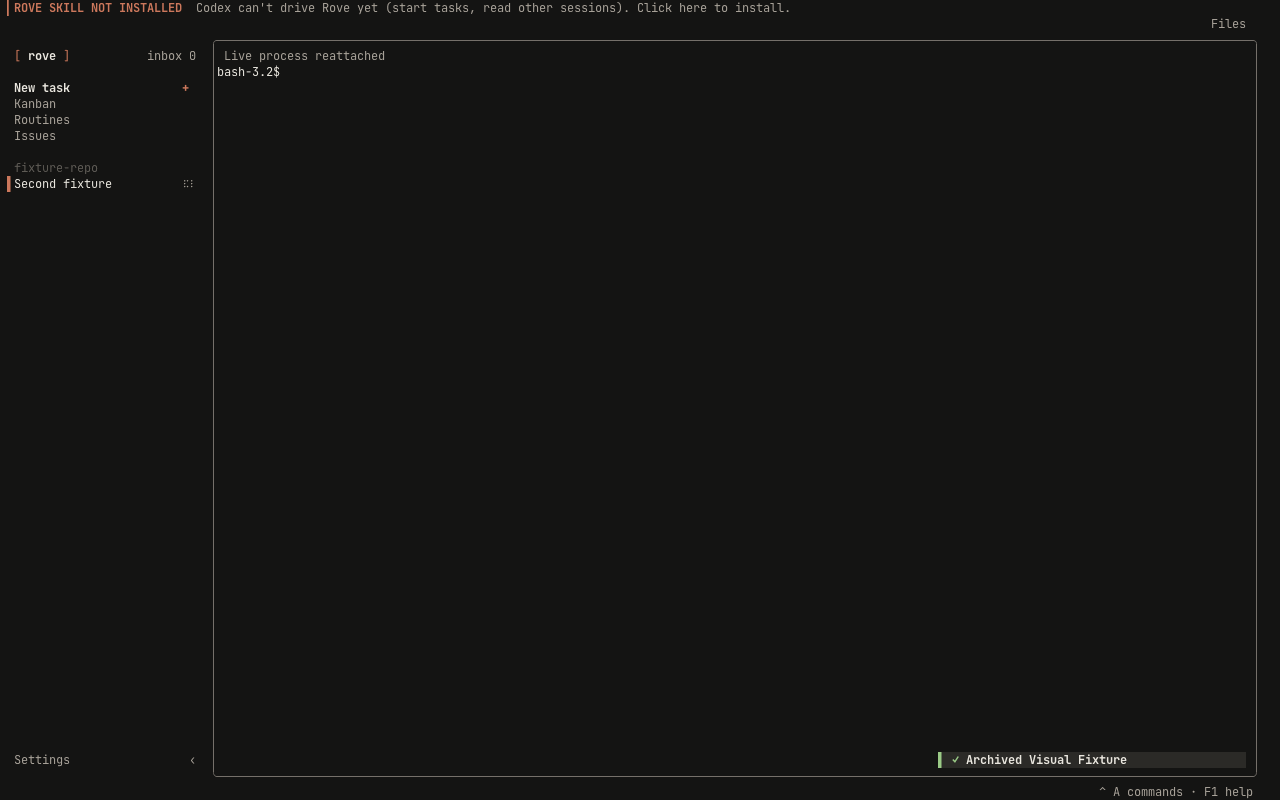 ROVE SKILL NOT INSTALLED  Codex can't drive Rove yet (start tasks, read other sessions). Click here to install.
Files
[ rove ]  inbox 0
New task  +
Kanban
Routines
Issues
fixture-repo
Second fixture
Live process reattached
bash-3.2$
Settings  ‹
✓ Archived Visual Fixture
^ A commands · F1 help